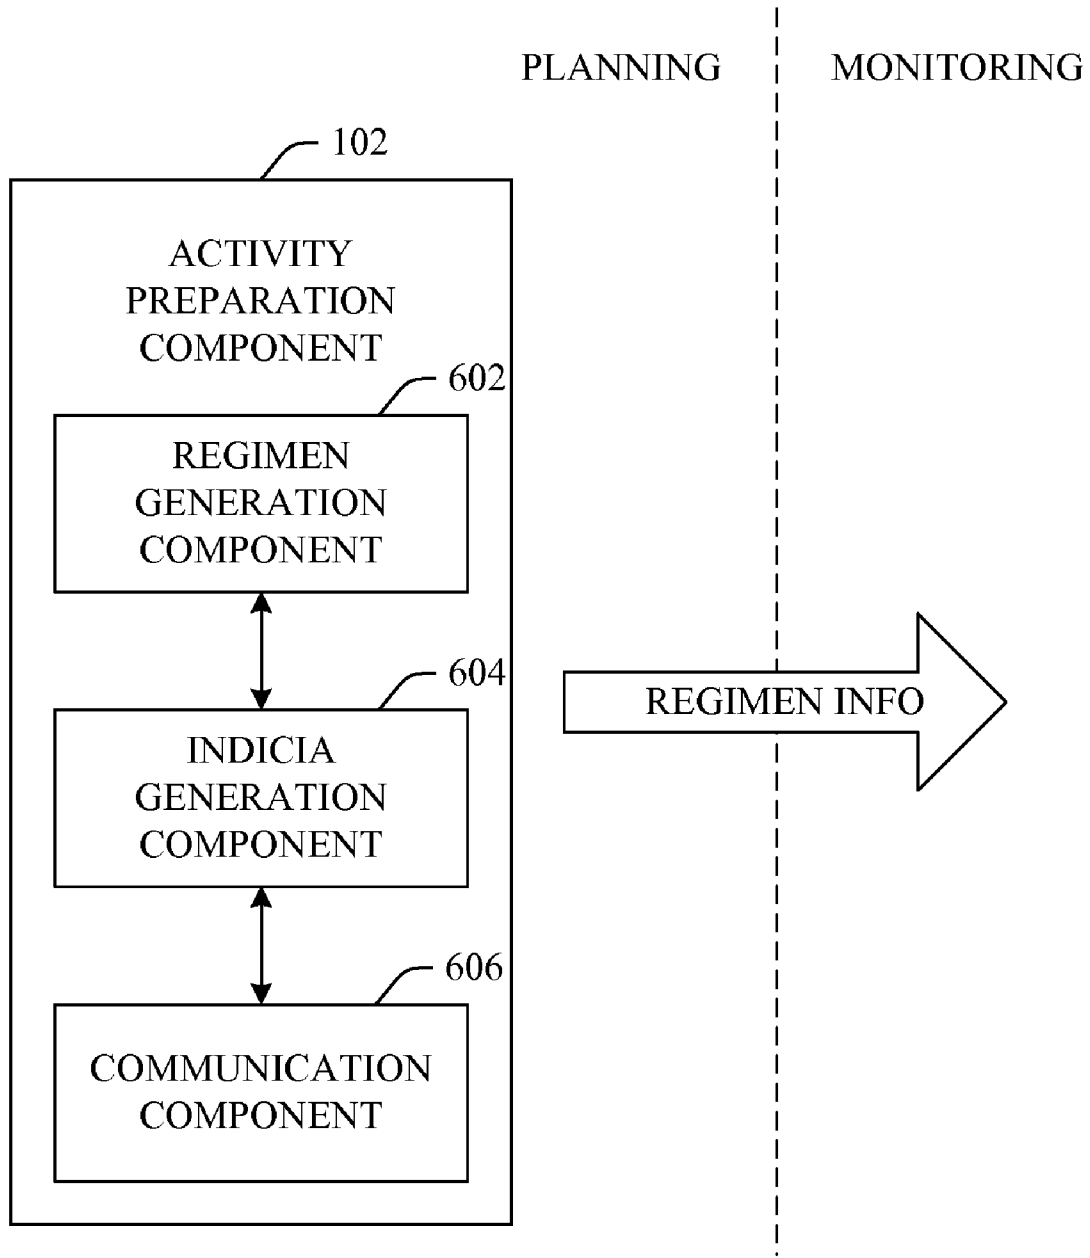 PLANNING
MONITORING
102
ACTIVITY
PREPARATION
COMPONENT
602
REGIMEN
GENERATION
COMPONENT
604
INDICIA
GENERATION
COMPONENT
REGIMEN INFO
606
COMMUNICATION
COMPONENT